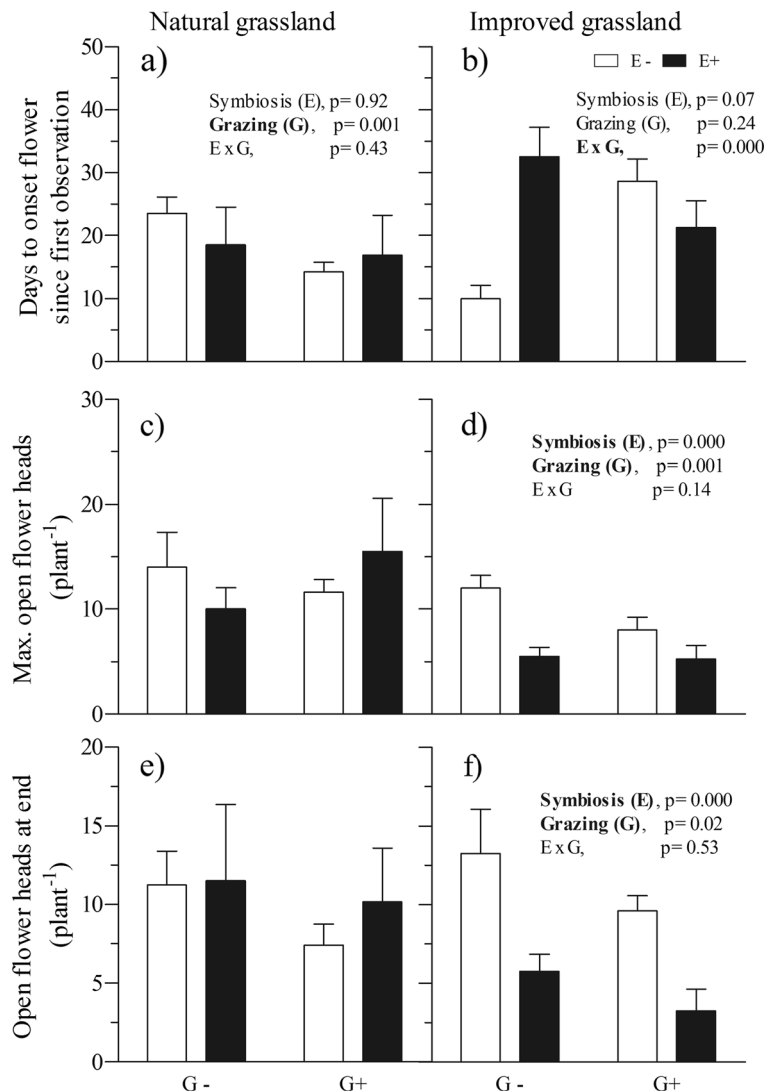 Natural grassland
Improved grassland
Days to onset flower
since first observation
50
40
30
20
10
0
a)
Symbiosis (E), p= 0.92
Grazing (G), p= 0.001
E x G, p= 0.43
b)
E - E+
Symbiosis (E), p= 0.07
Grazing (G), p= 0.24
E x G, p= 0.000
Max. open flower heads
(plant-1)
30
20
10
0
c)
d)
Symbiosis (E), p= 0.000
Grazing (G), p= 0.001
E x G p= 0.14
Open flower heads at end
(plant-1)
20
15
10
5
0
e)
f)
Symbiosis (E), p= 0.000
Grazing (G), p= 0.02
E x G, p= 0.53
G - G+ G - G+